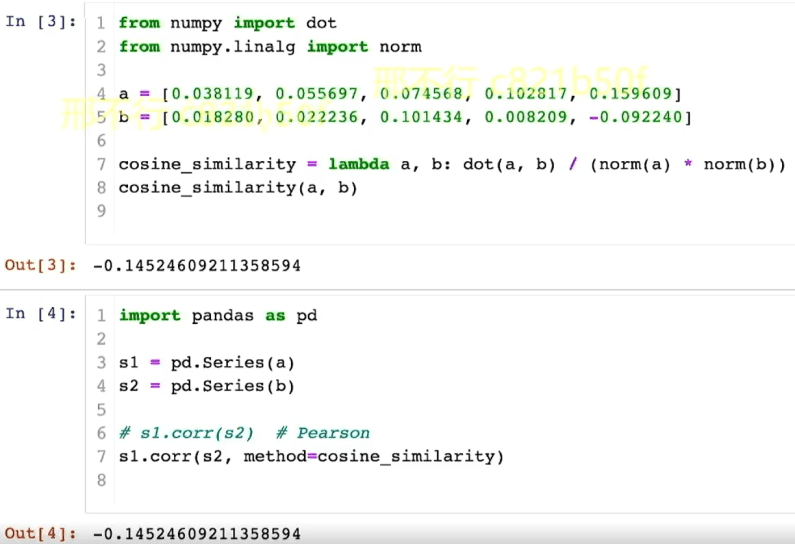 In [3]:
1 from numpy import dot
2 from numpy.linalg import norm
3
4 a = [0.038119, 0.055697, 0.074568, 0.102817, 0.159609]
5 b = [0.018280, 0.022236, 0.101434, 0.008209, -0.092240]
6
7 cosine_similarity = lambda a, b: dot(a, b) / (norm(a) * norm(b))
8 cosine_similarity(a, b)
9
邢不行 c821b50f
邢不行 c821b50f
Out[3]: -0.14524609211358594
In [4]:
1 import pandas as pd
2
3 s1 = pd.Series(a)
4 s2 = pd.Series(b)
5
6 # s1.corr(s2)  # Pearson
7 s1.corr(s2, method=cosine_similarity)
8
Out[4]: -0.14524609211358594